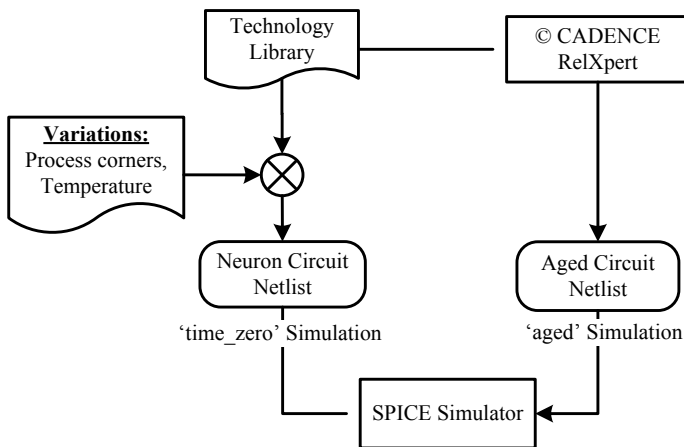 Technology
Library
© CADENCE
RelXpert
Variations:
Process corners,
Temperature
Neuron Circuit
Netlist
Aged Circuit
Netlist
‘time_zero’ Simulation
‘aged’ Simulation
SPICE Simulator